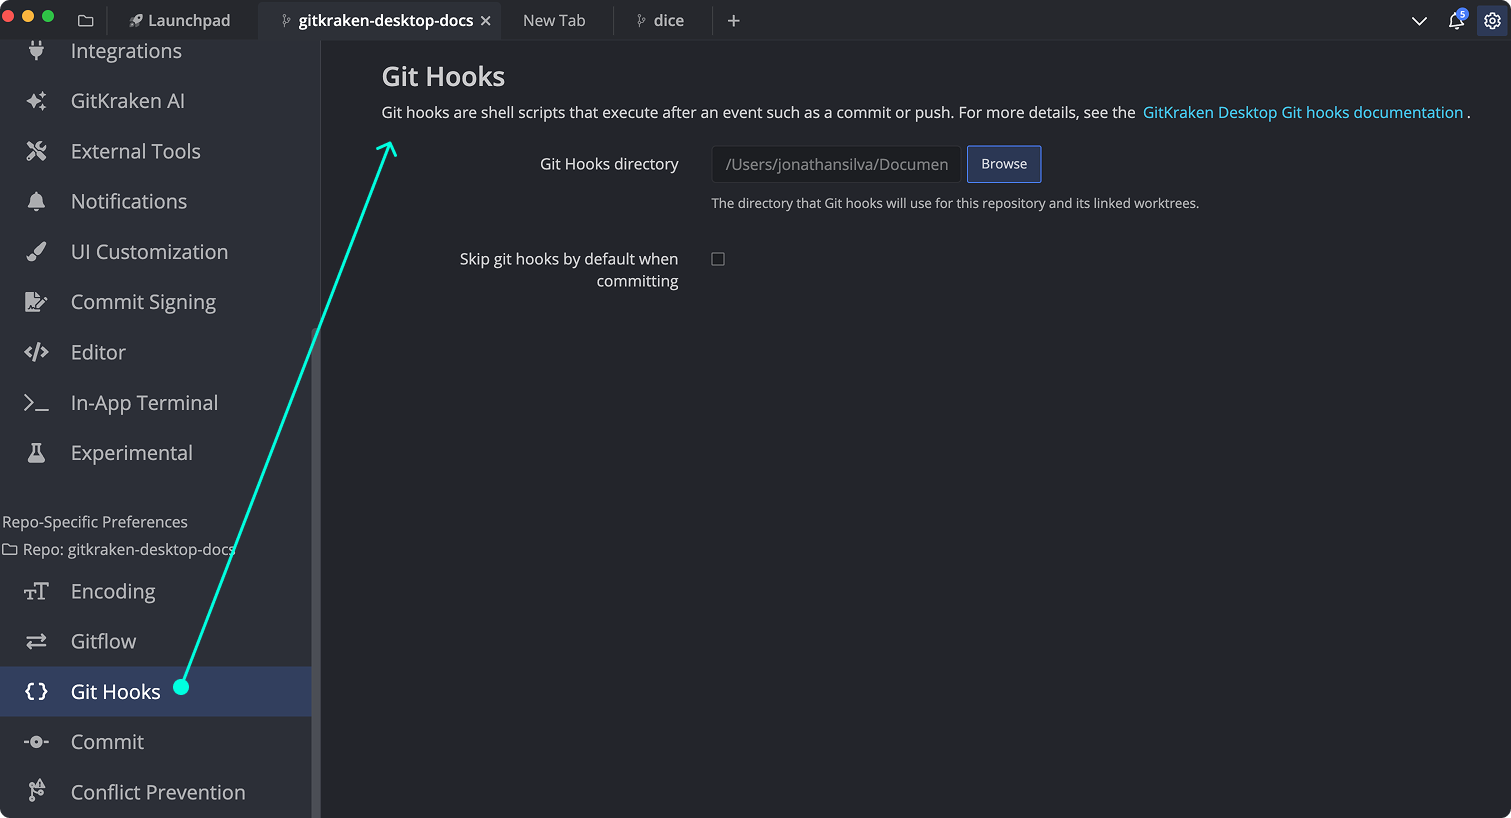 Launchpad
gitkraken-desktop-docs
New Tab
dice
5
Integrations
GitKraken AI
External Tools
Notifications
UI Customization
Commit Signing
Editor
In-App Terminal
Experimental
Repo-Specific Preferences
Repo: gitkraken-desktop-docs
Encoding
Gitflow
Git Hooks
Commit
Conflict Prevention
Git Hooks
Git hooks are shell scripts that execute after an event such as a commit or push. For more details, see the GitKraken Desktop Git hooks documentation .
Git Hooks directory
/Users/jonathansilva/Documen
Browse
The directory that Git hooks will use for this repository and its linked worktrees.
Skip git hooks by default when
committing